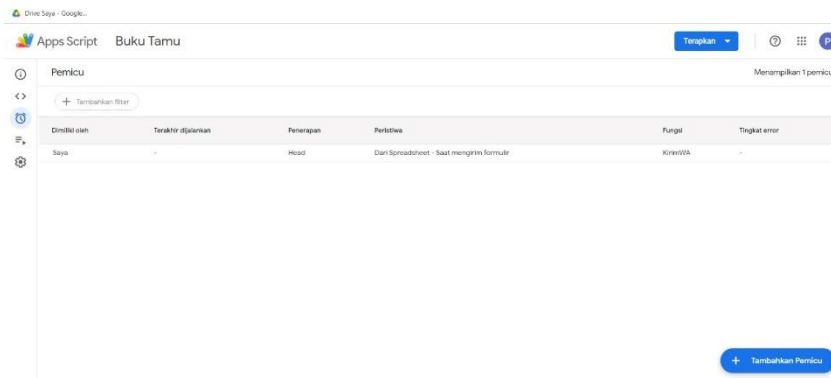 Drive Saya - Google...
Apps Script Buku Tamu Terapkan P
Pemicu Menampilkan 1 pemicu
+ Tambahkan filter
Dimiliki oleh Terakhir dijalankan Penerapan Peristiwa Fungsi Tingkat error
Saya - Head Dari Spreadsheet - Saat mengirim formulir KirimWA -
+ Tambahkan Pemicu